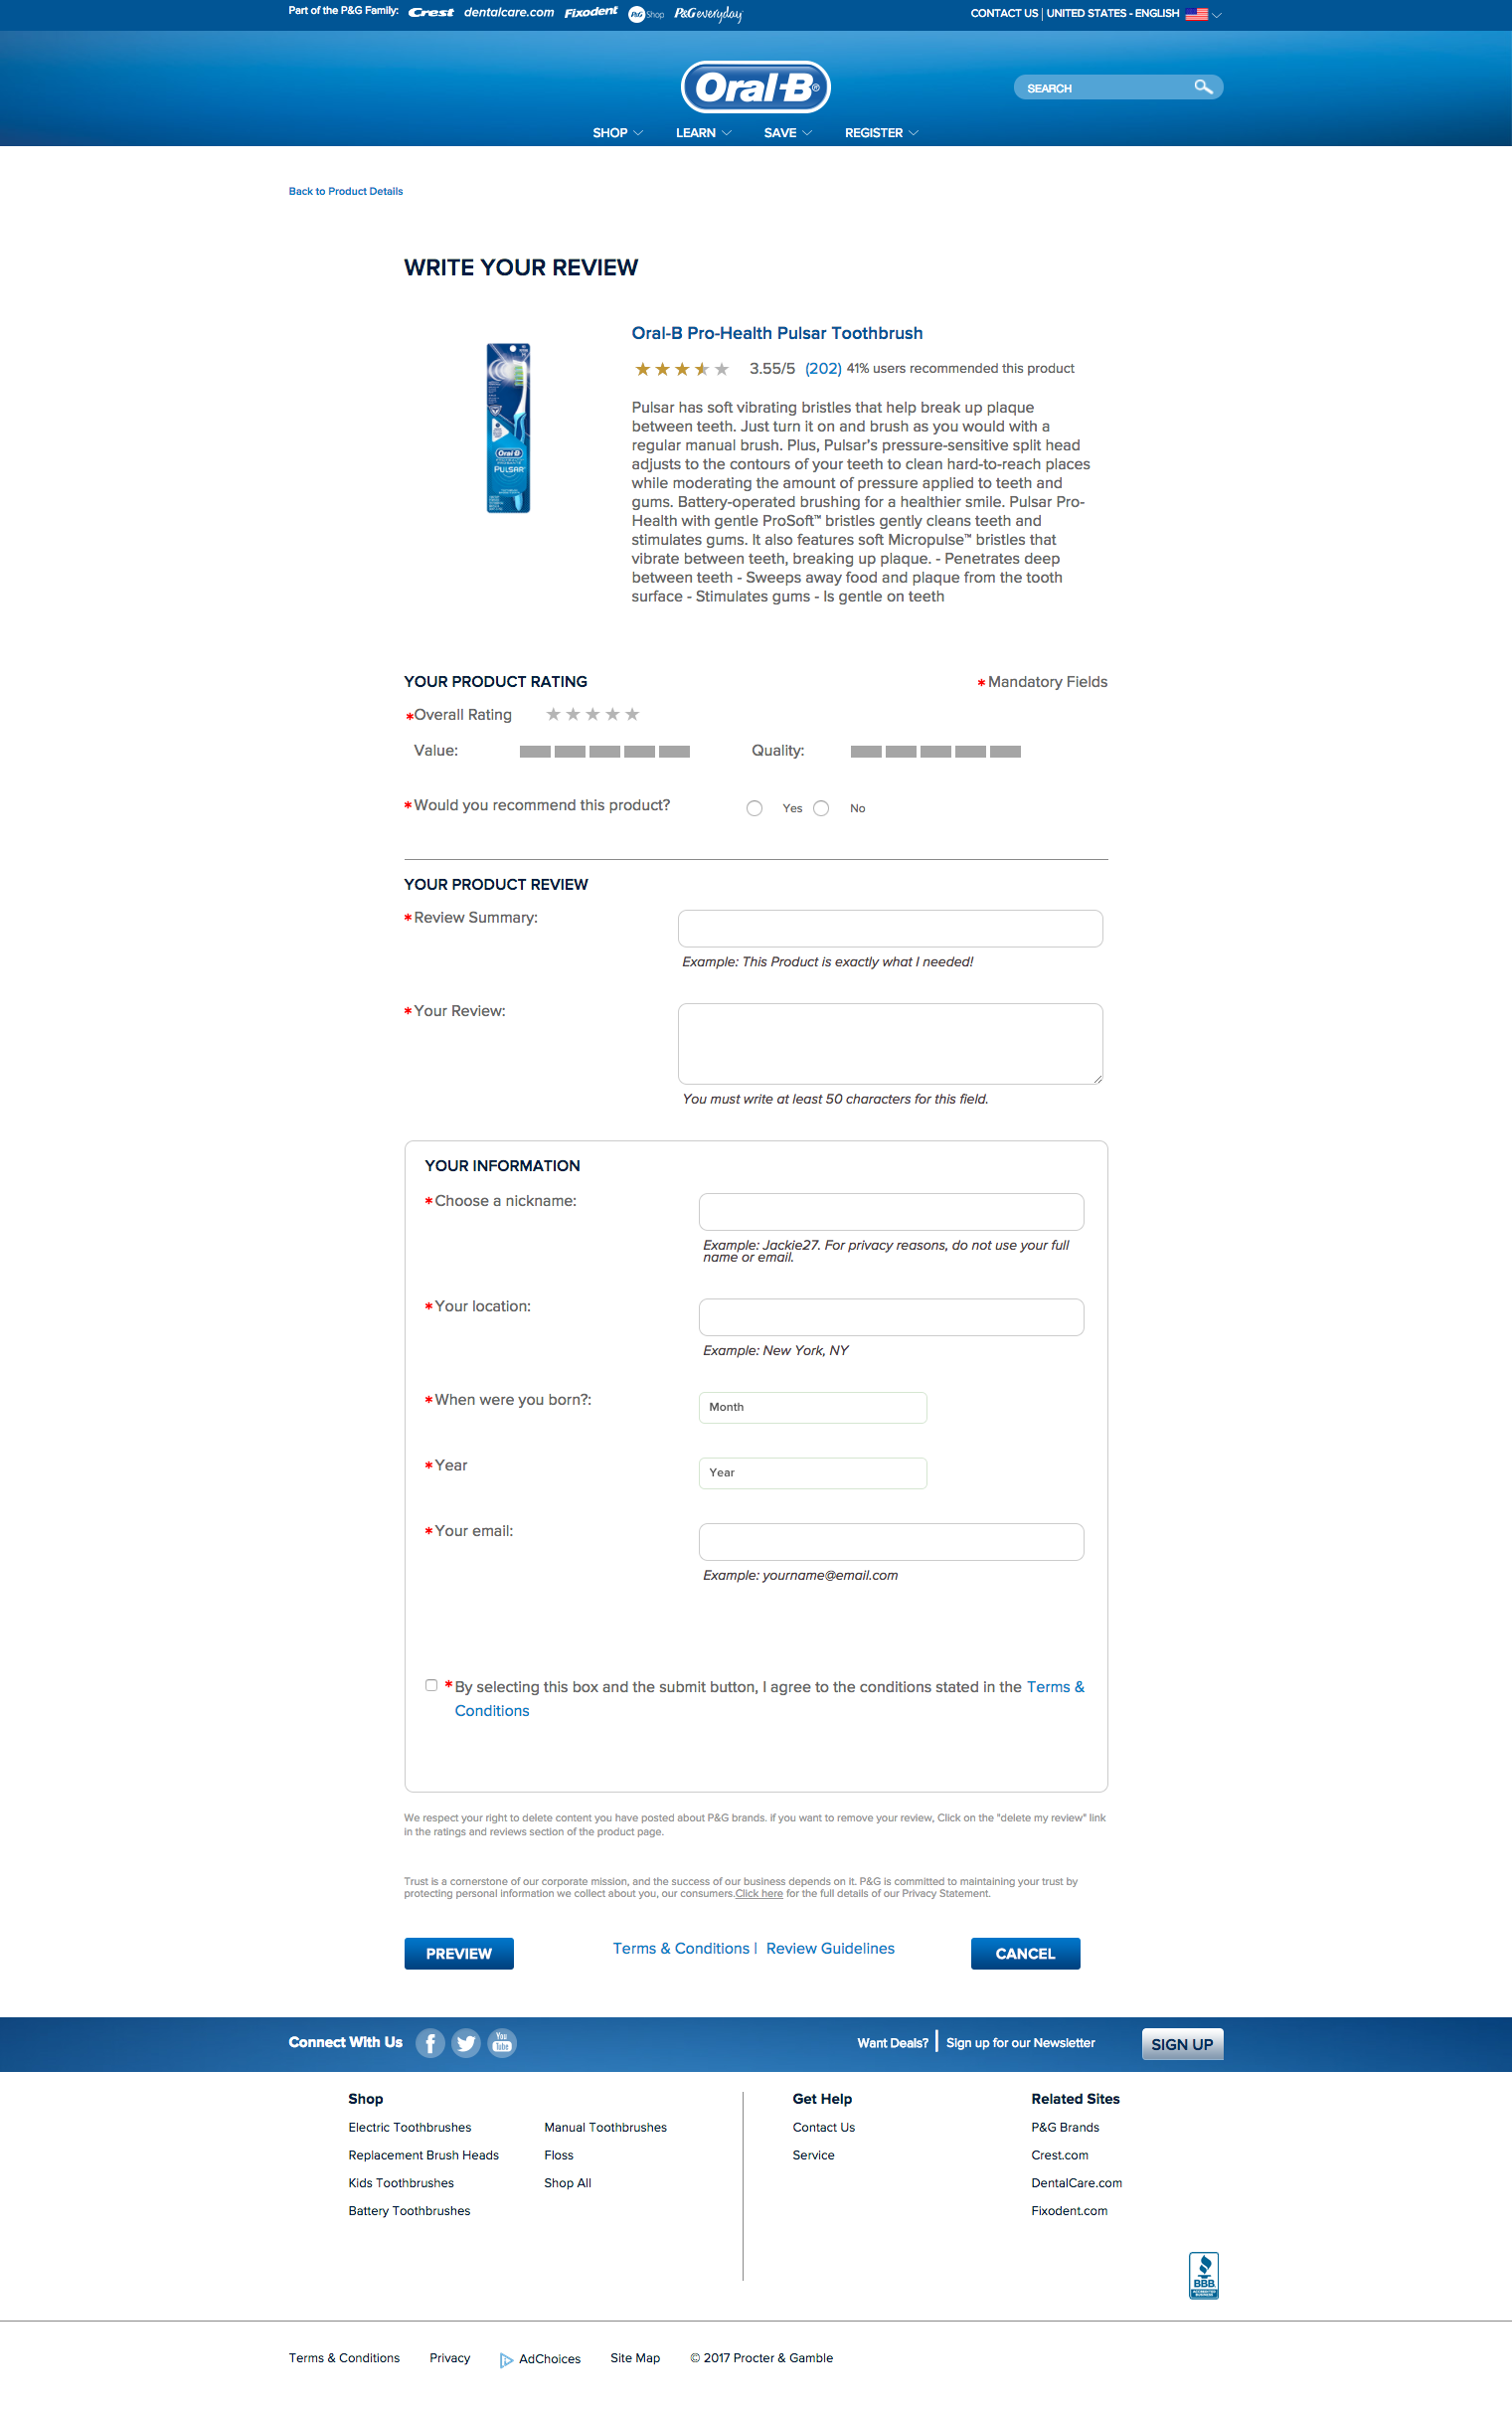 Part of the P&G Family: Crest dentalcare.com Fixodent P&G Shop P&G everyday
CONTACT US | UNITED STATES - ENGLISH
Oral-B®
SEARCH
SHOP LEARN SAVE REGISTER
Back to Product Details
WRITE YOUR REVIEW
Oral-B Pro-Health Pulsar Toothbrush
3.55/5 (202) 41% users recommended this product
Oral-B
PULSAR
Pulsar has soft vibrating bristles that help break up plaque
between teeth. Just turn it on and brush as you would with a
regular manual brush. Plus, Pulsar's pressure-sensitive split head
adjusts to the contours of your teeth to clean hard-to-reach places
while moderating the amount of pressure applied to teeth and
gums. Battery-operated brushing for a healthier smile. Pulsar Pro-
Health with gentle ProSoft™ bristles gently cleans teeth and
stimulates gums. It also features soft Micropulse™ bristles that
vibrate between teeth, breaking up plaque. - Penetrates deep
between teeth - Sweeps away food and plaque from the tooth
surface - Stimulates gums - Is gentle on teeth
YOUR PRODUCT RATING
* Mandatory Fields
*Overall Rating
Value:
Quality:
*Would you recommend this product? Yes No
YOUR PRODUCT REVIEW
*Review Summary:
Example: This Product is exactly what I needed!
*Your Review:
You must write at least 50 characters for this field.
YOUR INFORMATION
*Choose a nickname:
Example: Jackie27. For privacy reasons, do not use your full
name or email.
*Your location:
Example: New York, NY
*When were you born?: Month
*Year Year
*Your email:
Example: yourname@email.com
*By selecting this box and the submit button, I agree to the conditions stated in the Terms &
Conditions
We respect your right to delete content you have posted about P&G brands. if you want to remove your review, Click on the "delete my review" link
in the ratings and reviews section of the product page.
Trust is a cornerstone of our corporate mission, and the success of our business depends on it. P&G is committed to maintaining your trust by
protecting personal information we collect about you, our consumers.Click here for the full details of our Privacy Statement.
PREVIEW
Terms & Conditions | Review Guidelines
CANCEL
Connect With Us
You Tube
Want Deals? | Sign up for our Newsletter
SIGN UP
Shop
Electric Toothbrushes
Replacement Brush Heads
Kids Toothbrushes
Battery Toothbrushes
Manual Toothbrushes
Floss
Shop All
Get Help
Contact Us
Service
Related Sites
P&G Brands
Crest.com
DentalCare.com
Fixodent.com
BBB
Terms & Conditions Privacy AdChoices Site Map © 2017 Procter & Gamble